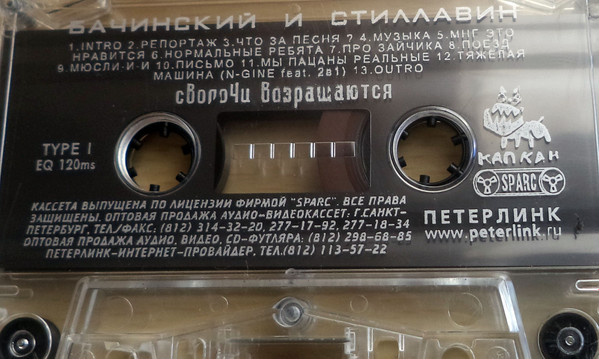 БАЧИНСКИЙ И СТИЛЛАВИН
1.INTRO 2.РЕПОРТАЖ 3.ЧТО ЗА ПЕСНЯ ? 4.МУЗЫКА 5.МНЕ ЭТО
НРАВИТСЯ 6.НОРМАЛЬНЫЕ РЕБЯТА 7.ПРО ЗАЙЧИКА 8.ПОЕЗД
9.МЮСЛИ-И-И 10.ПИСЬМО 11.МЫ ПАЦАНЫ РЕАЛЬНЫЕ 12.ТЯЖЕЛАЯ
МАШИНА (N-GINE feat. 2в1) 13.OUTRO
сволоЧи возращаются
TYPE I
EQ 120ms
КАПКАН
SPARC
КАССЕТА ВЫПУЩЕНА ПО ЛИЦЕНЗИИ ФИРМОЙ "SPARC". ВСЕ ПРАВА
ЗАЩИЩЕНЫ. ОПТОВАЯ ПРОДАЖА АУДИО-ВИДЕОКАССЕТ: Г.САНКТ-
ПЕТЕРБУРГ, ТЕЛ/ФАКС. (812) 314-32-20, 277-17-92, 277-18-34
ОПТОВАЯ ПРОДАЖА АУДИО, ВИДЕО, CD-ФУТЛЯРА: (812) 298-68-85
ПЕТЕРЛИНК-ИНТЕРНЕТ-ПРОВАЙДЕР, ТЕЛ.(812) 113-57-22
ПЕТЕРЛИНК
www.peterlink.ru